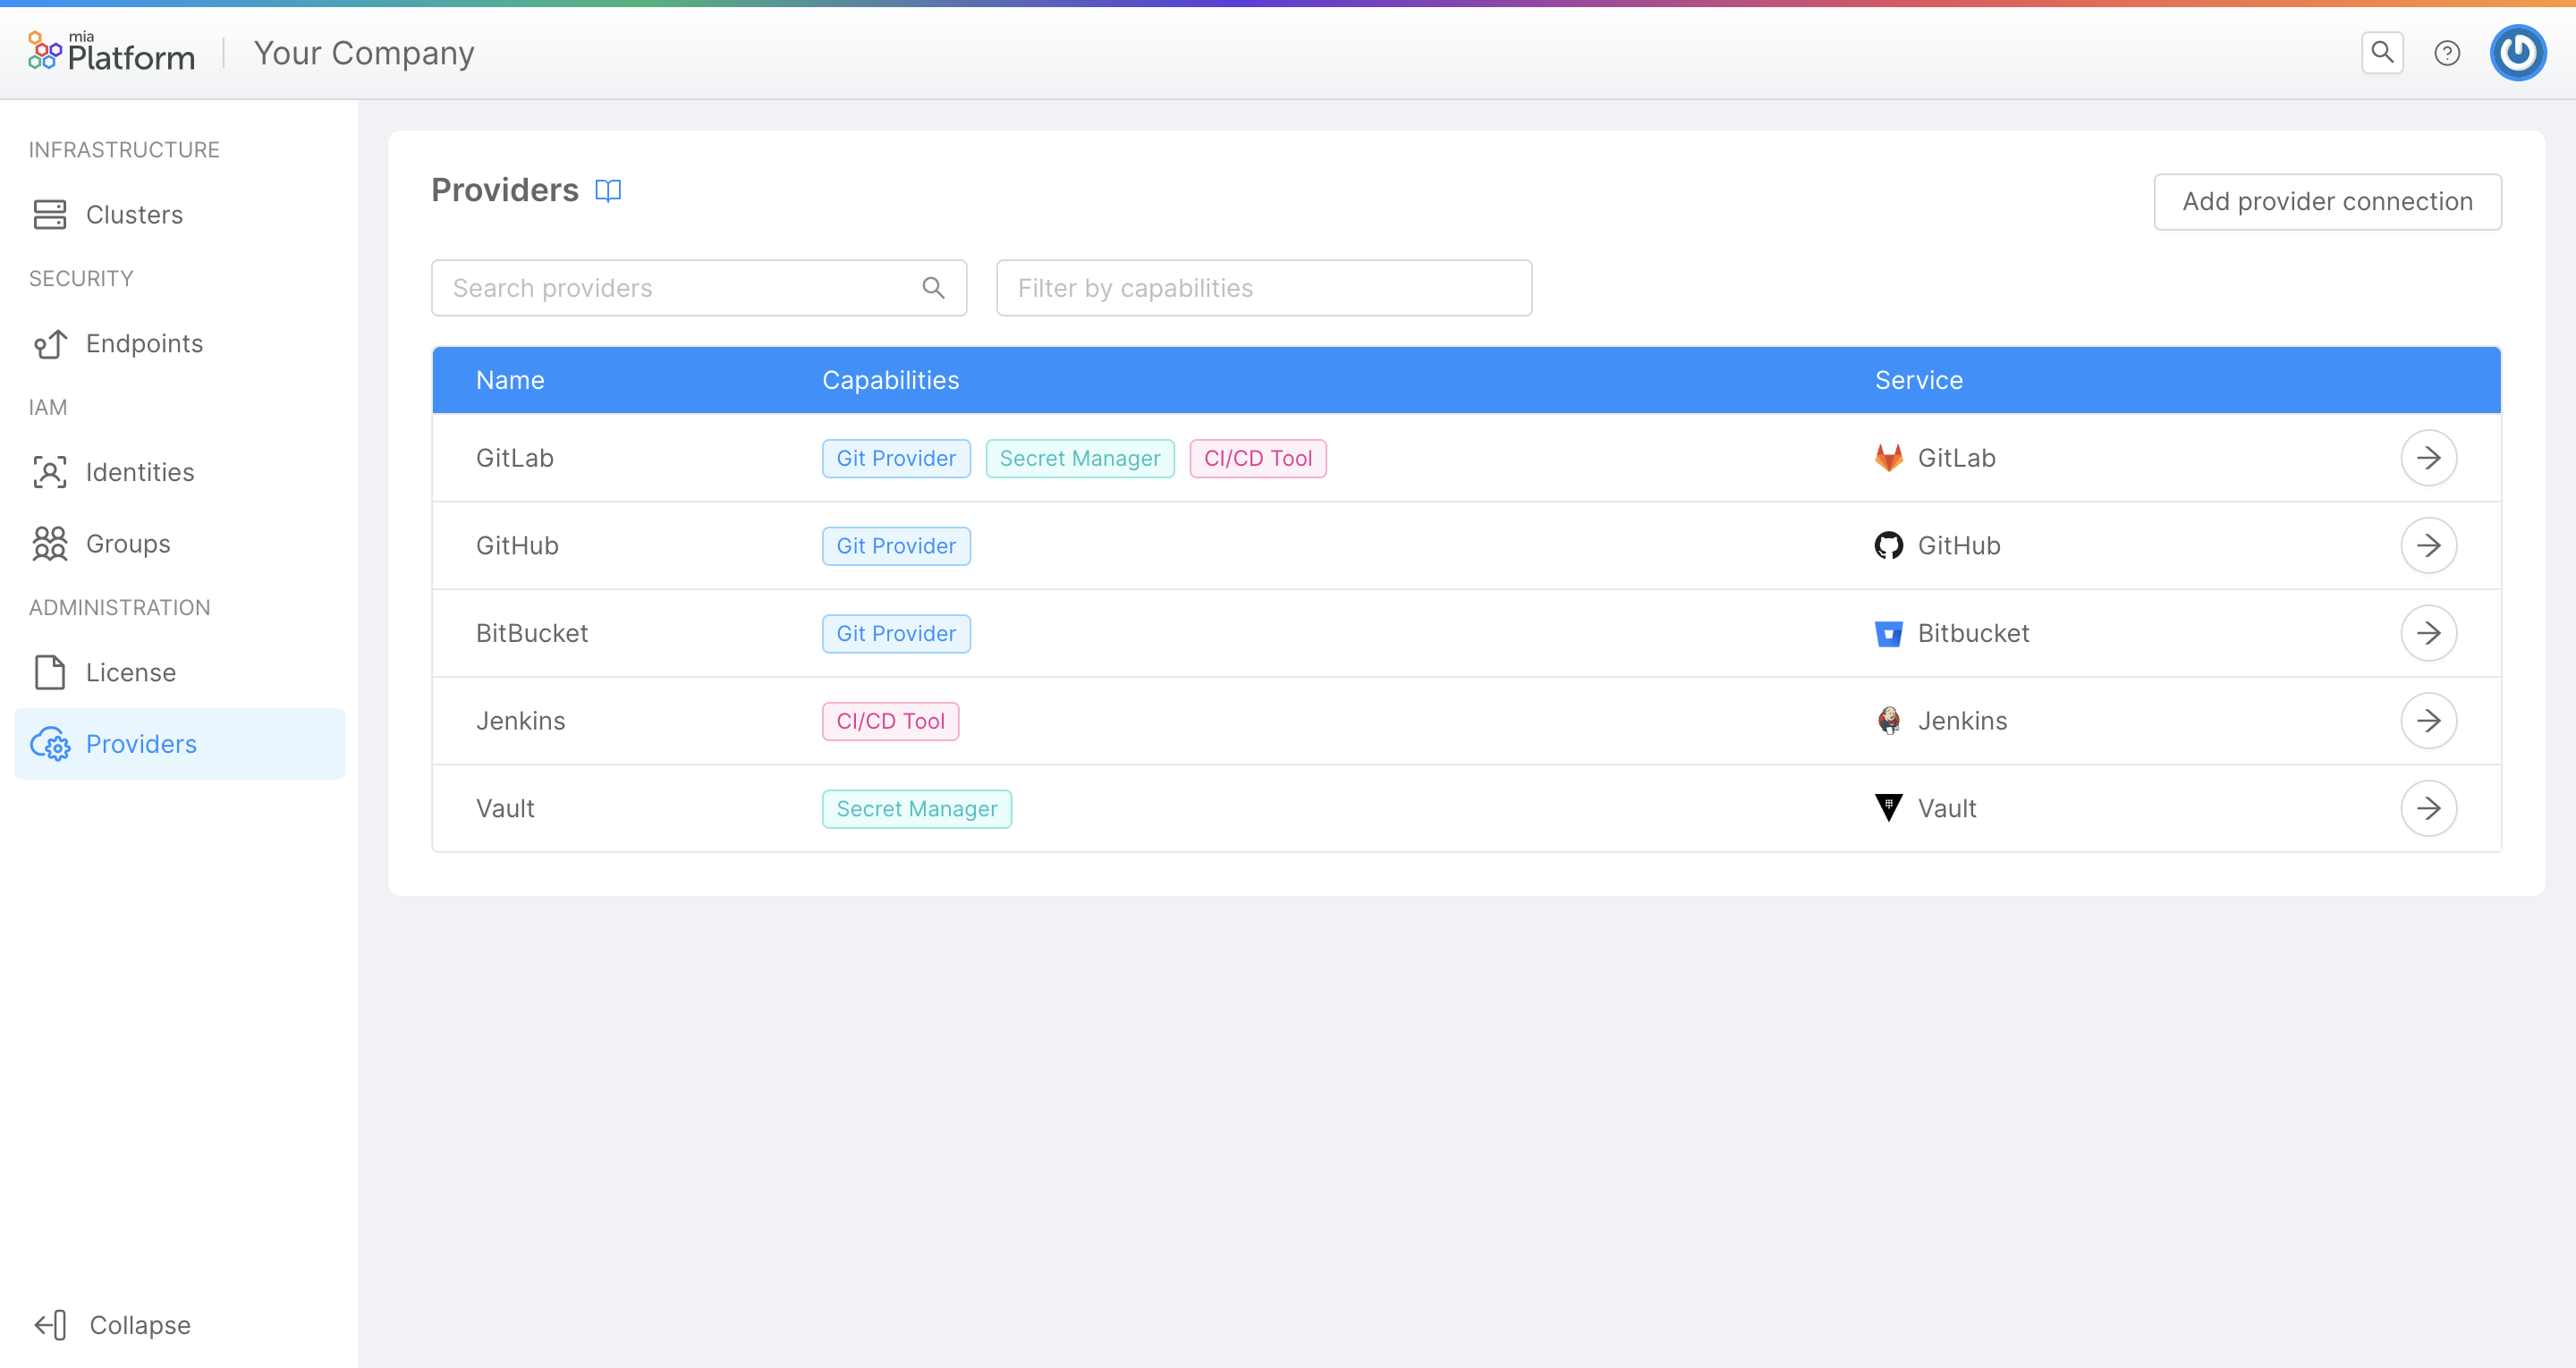 mia
Platform
Your Company
INFRASTRUCTURE
Clusters
SECURITY
Endpoints
IAM
Identities
Groups
ADMINISTRATION
License
Providers
Collapse
Providers
Add provider connection
Search providers
Filter by capabilities
Name Capabilities Service
GitLab Git Provider Secret Manager CI/CD Tool GitLab
GitHub Git Provider GitHub
BitBucket Git Provider Bitbucket
Jenkins CI/CD Tool Jenkins
Vault Secret Manager Vault